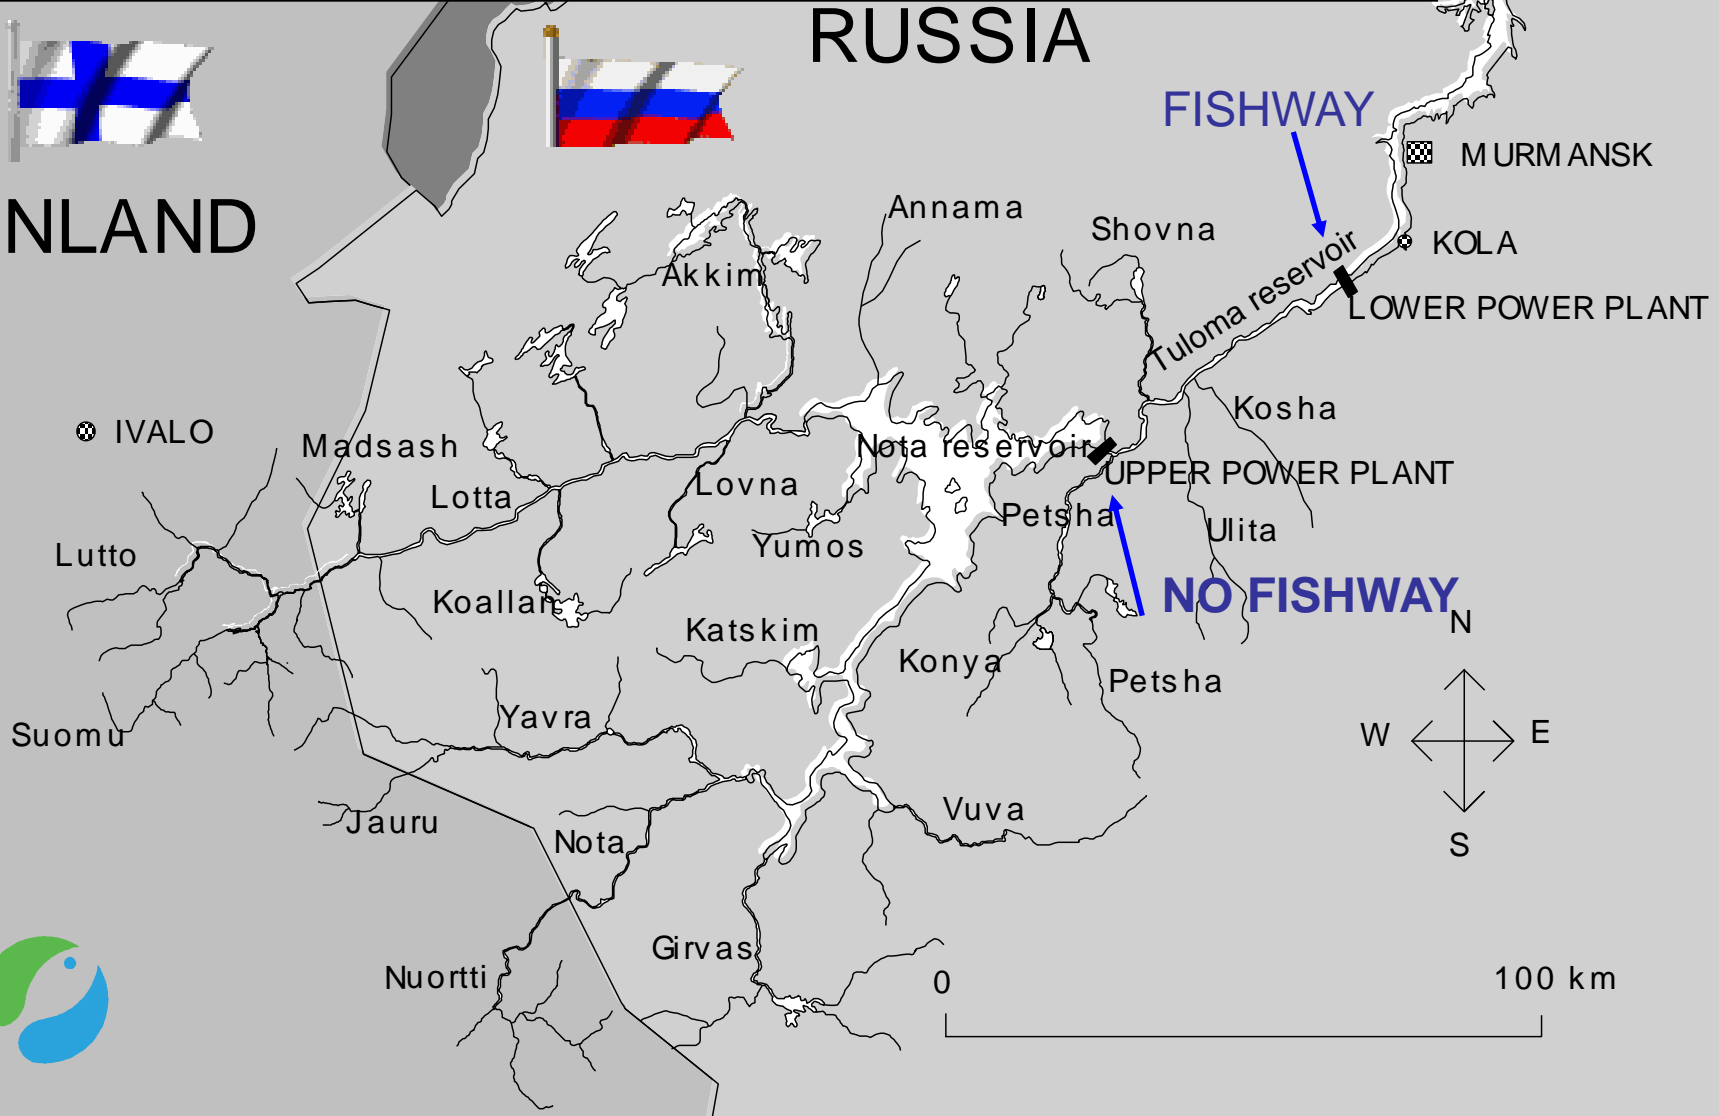 RUSSIA
FISHWAY
MURMANSK
NLAND
Annama
Shovna
KOLA
Akkim
Tuloma reservoir
LOWER POWER PLANT
Kosha
IVALO
Madsash
Nota reservoir
UPPER POWER PLANT
Lotta
Lovna
Petsha
Ulita
Lutto
Yumos
Koallan
NO FISHWAY
N
Katskim
Konya
Petsha
Suomu
Yavra
W
E
Jauru
Vuva
Nota
S
Girvas
Nuortti
0
100 km